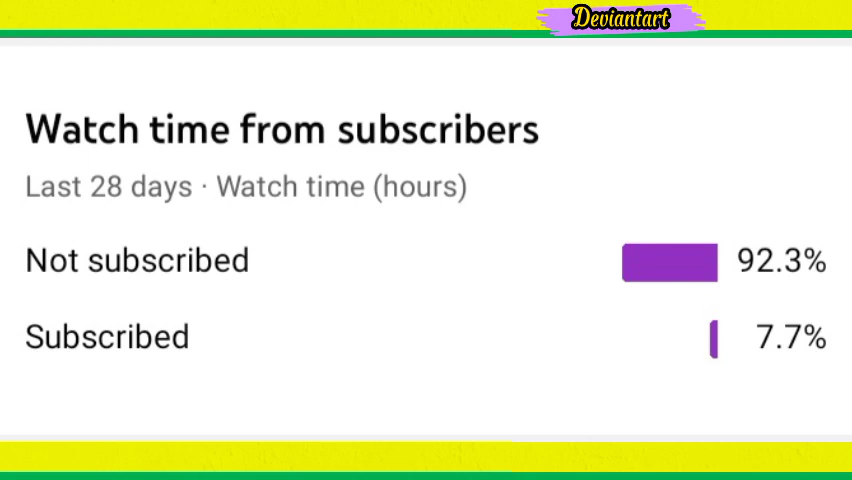 Deviantart
Watch time from subscribers
Last 28 days · Watch time (hours)
Not subscribed 92.3%
Subscribed 7.7%